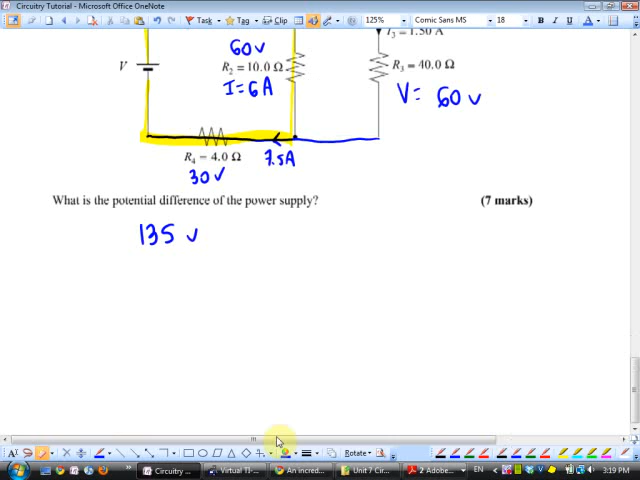 Circuitry Tutorial - Microsoft Office OneNote
Task
Tag
Clip
125%
Comic Sans MS
18
B I U
I₃ = 1.50 A
60 v
V
R₂ = 10.0 Ω
R₃ = 40.0 Ω
I = 6 A
V = 60 v
R₄ = 4.0 Ω
7.5A
30 v
What is the potential difference of the power supply?
(7 marks)
135 v
Rotate
Circuitry ...
Virtual TI-...
An incred...
Unit 7 Circ...
2 Adobe...
EN
3:19 PM